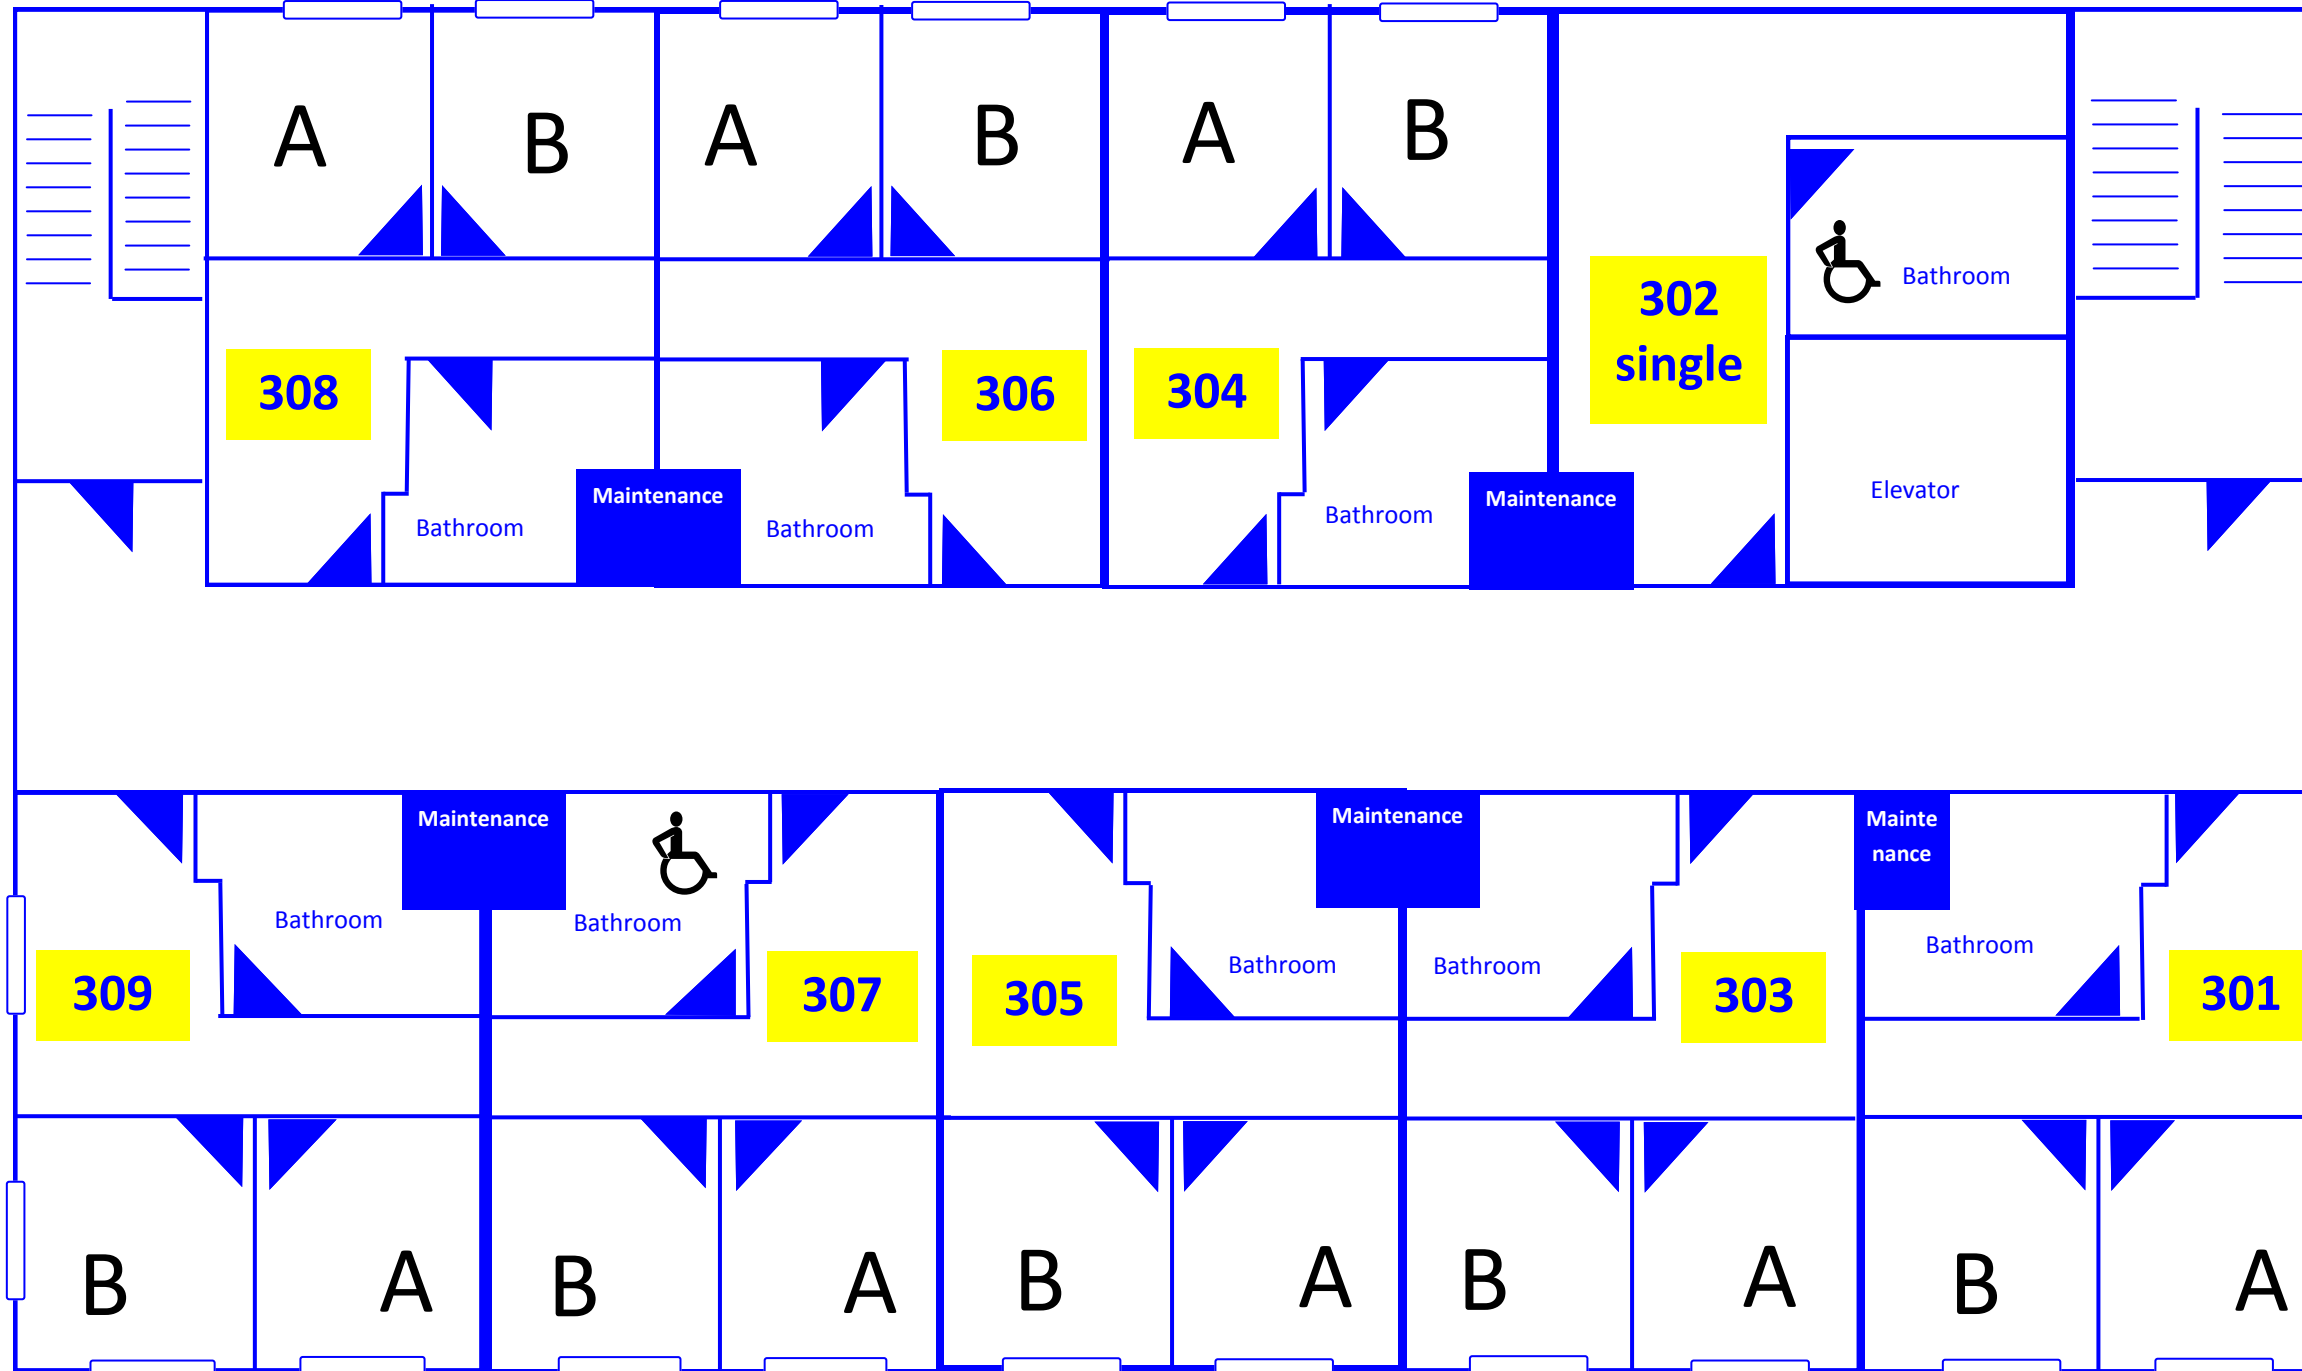 A
B
A
B
A
B
302
single
Bathroom
308
306
304
Elevator
Maintenance
Maintenance
Bathroom
Bathroom
Bathroom
Maintenance
Maintenance
Mainte
nance
Bathroom
Bathroom
Bathroom
Bathroom
Bathroom
309
307
305
303
301
B
A
B
A
B
A
B
A
B
A